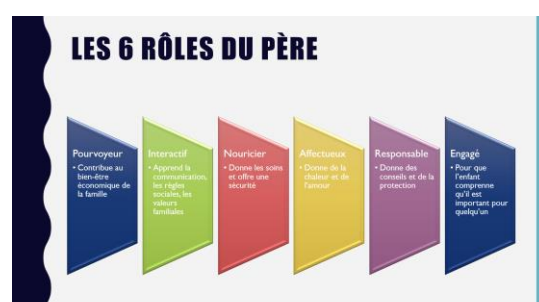 LES 6 RÔLES DU PÈRE
Pourvoyeur
• Contribue au
bien-être
économique de
la famille
Interactif
• Apprend la
communication,
les règles
sociales, les
valeurs
familiales
Nouricier
• Donne les soins
et offre une
sécurité
Affectueux
• Donne de la
chaleur et de
l'amour
Responsable
• Donne des
conseils et de la
protection
Engagé
• Pour que
l'enfant
comprenne
qu'il est
important pour
quelqu'un